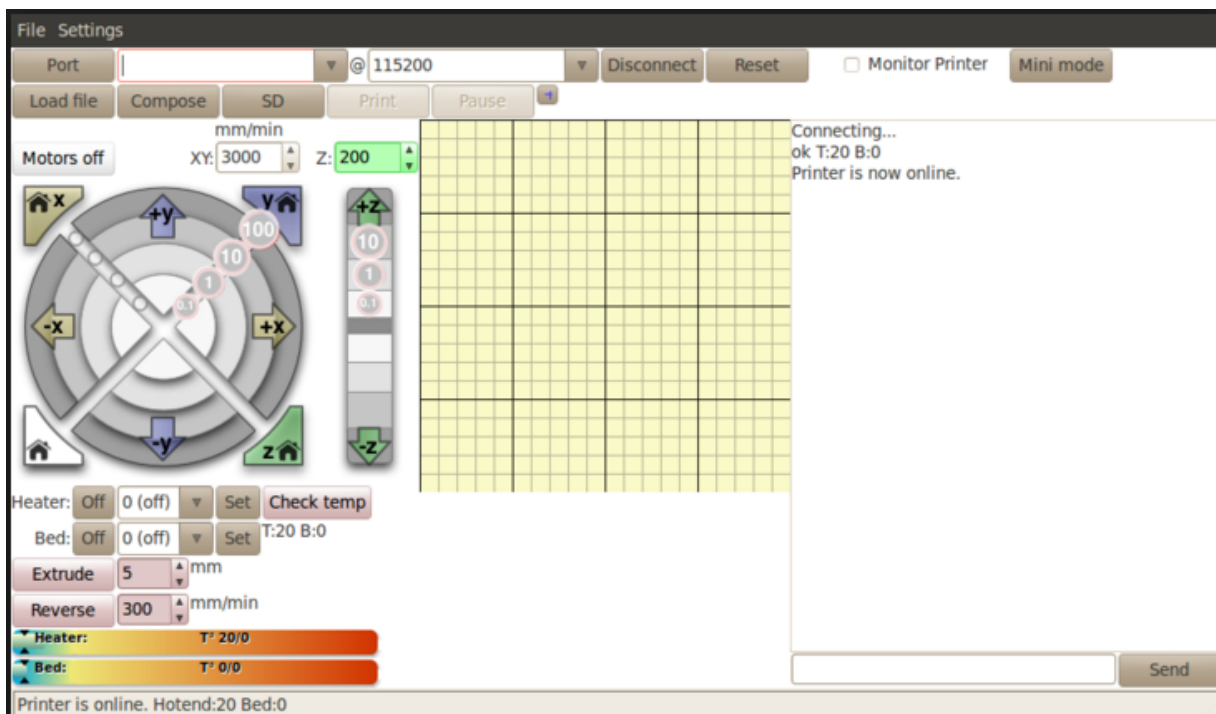 File Settings
Port @ 115200 Disconnect Reset Monitor Printer Mini mode
Load file Compose SD Print Pause
mm/min
Motors off XY: 3000 Z: 200
x +y y +z
100
10
1
0.1
10
1
0.1
-x +x
-y z -z
Heater: Off 0 (off) Set Check temp
Bed: Off 0 (off) Set T:20 B:0
Extrude 5 mm
Reverse 300 mm/min
Heater: T° 20/0
Bed: T° 0/0
Connecting...
ok T:20 B:0
Printer is now online.
Send
Printer is online. Hotend:20 Bed:0